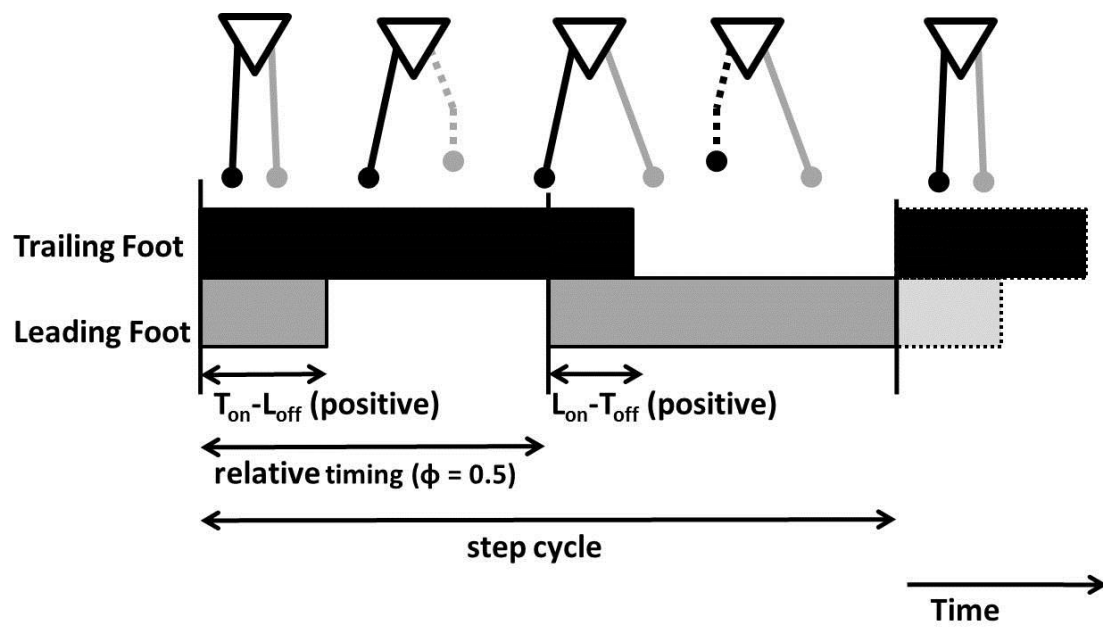 Trailing Foot
Leading Foot
Ton-Loff (positive)
Lon-Toff (positive)
relative timing (ϕ = 0.5)
step cycle
Time